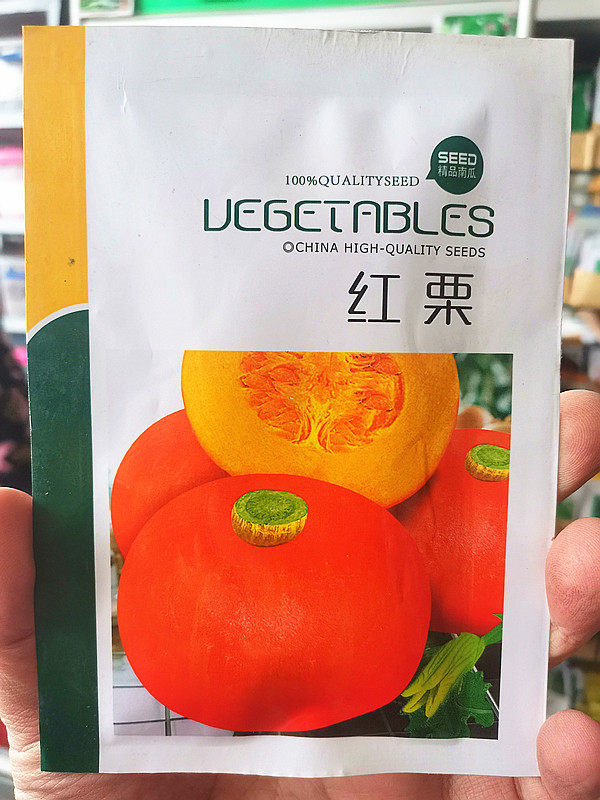 SEED
精品南瓜
100%QUALITYSEED
VEGETABLES
◎CHINA HIGH-QUALITY SEEDS
红栗